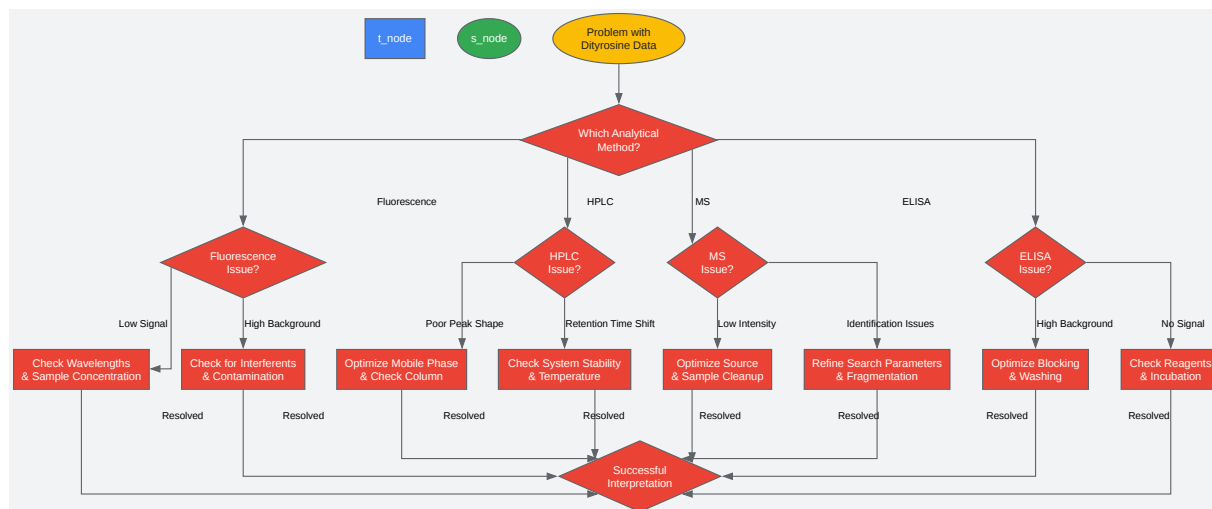 t_node
s_node
Problem with
Dityrosine Data
Which Analytical
Method?
Fluorescence
HPLC
MS
ELISA
Fluorescence
Issue?
HPLC
Issue?
MS
Issue?
ELISA
Issue?
Low Signal
High Background
Poor Peak Shape
Retention Time Shift
Low Intensity
Identification Issues
High Background
No Signal
Check Wavelengths
& Sample Concentration
Check for Interferents
& Contamination
Optimize Mobile Phase
& Check Column
Check System Stability
& Temperature
Optimize Source
& Sample Cleanup
Refine Search Parameters
& Fragmentation
Optimize Blocking
& Washing
Check Reagents
& Incubation
Resolved
Resolved
Resolved
Resolved
Resolved
Resolved
Resolved
Resolved
Successful
Interpretation